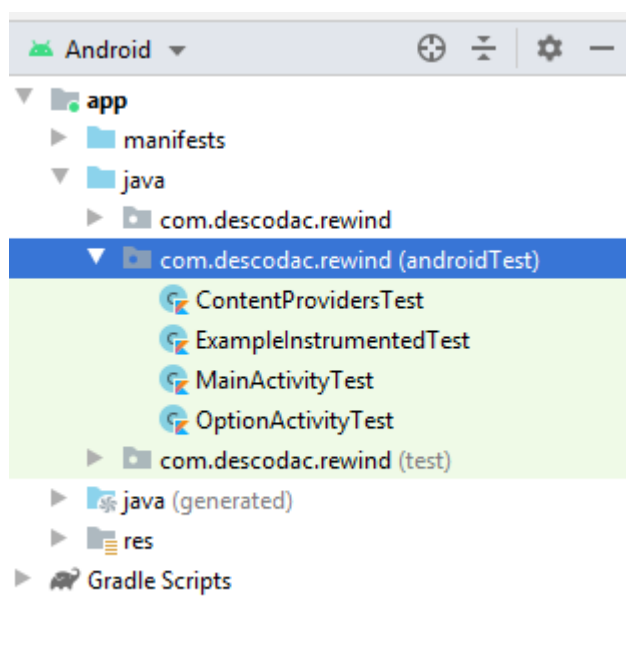 Android
app
manifests
java
com.descodac.rewind
com.descodac.rewind (androidTest)
ContentProvidersTest
ExampleInstrumentedTest
MainActivityTest
OptionActivityTest
com.descodac.rewind (test)
java (generated)
res
Gradle Scripts